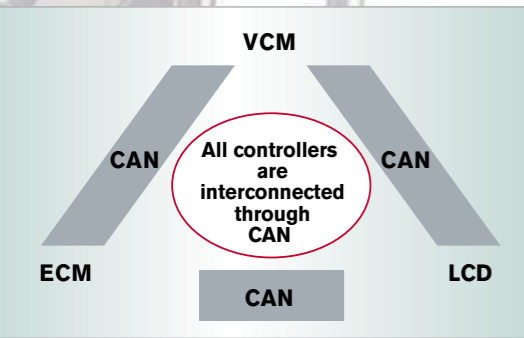 VCM
CAN
All controllers
are
interconnected
through
CAN
CAN
ECM
LCD
CAN